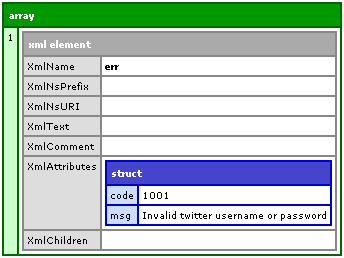 array
1
xml element
XmlName err
XmlNsPrefix
XmlNsURI
XmlText
XmlComment
XmlAttributes
struct
code 1001
msg Invalid twitter username or password
XmlChildren